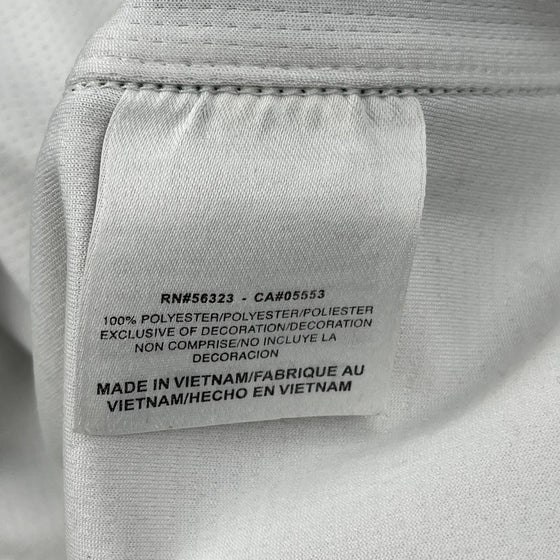 RN#56323 - CA#05553
100% POLYESTER/POLYESTER/POLIESTER
EXCLUSIVE OF DECORATION/DECORATION
NON COMPRISE/NO INCLUYE LA
DECORACION
MADE IN VIETNAM/FABRIQUE AU
VIETNAM/HECHO EN VIETNAM